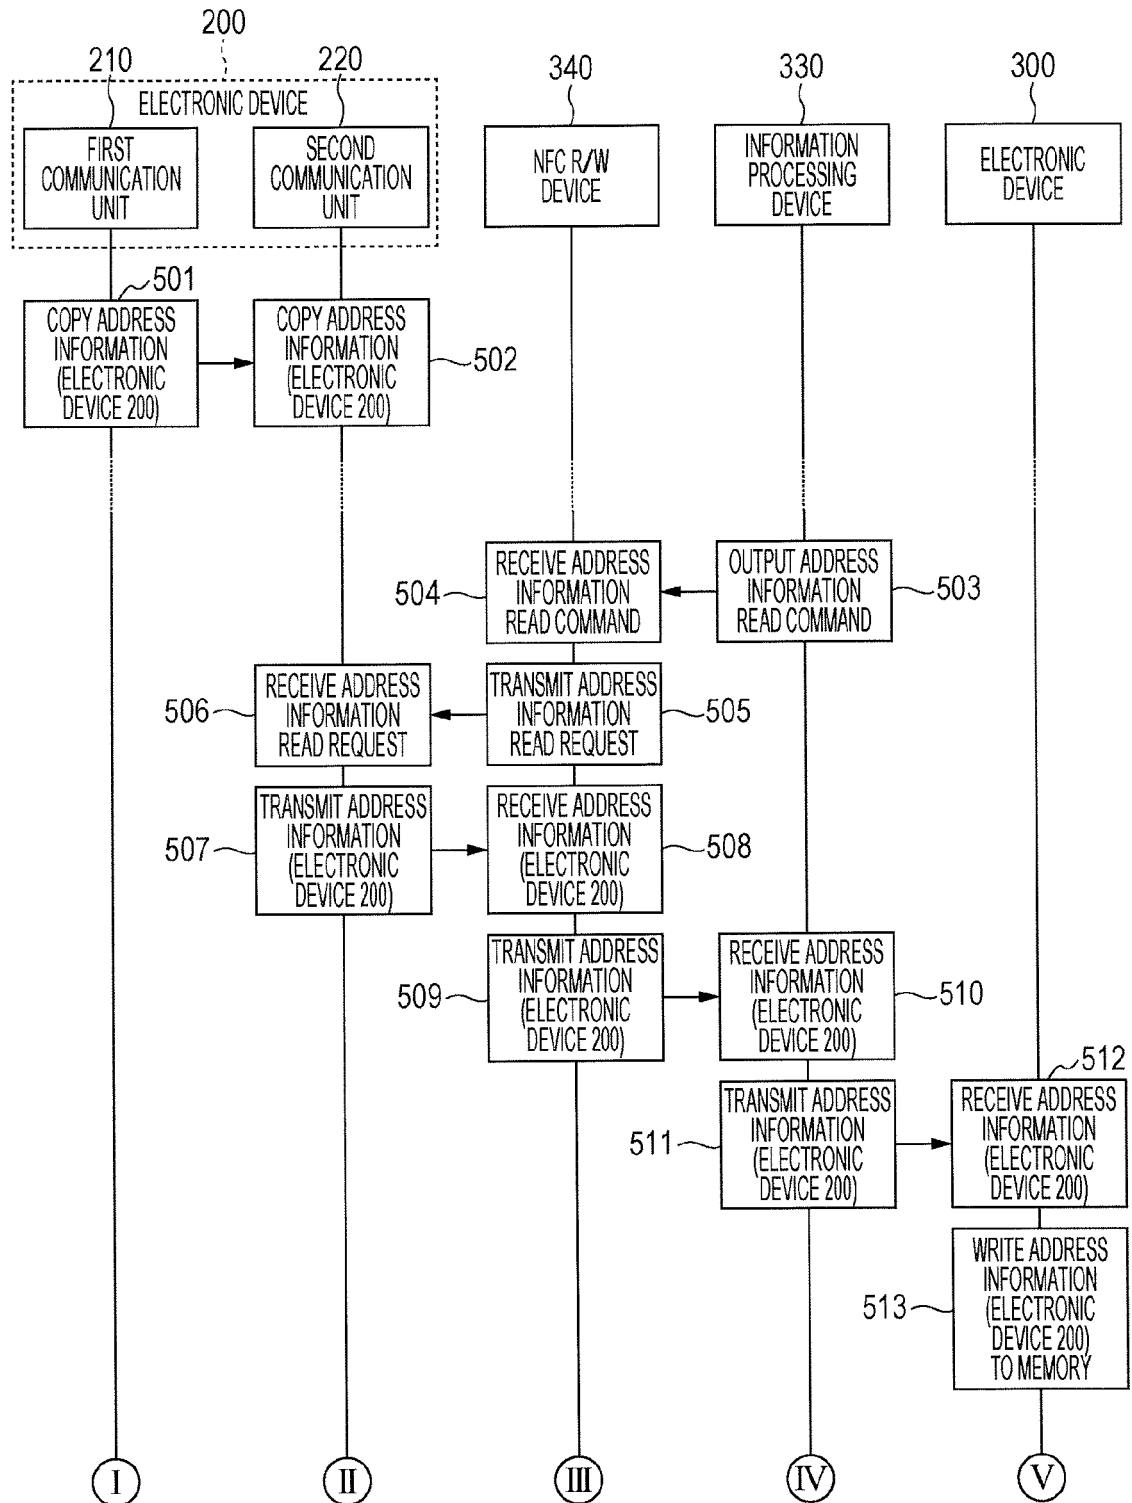 200
210
220
340
330
300
ELECTRONIC DEVICE
FIRST
COMMUNICATION
UNIT
SECOND
COMMUNICATION
UNIT
NFC R/W
DEVICE
INFORMATION
PROCESSING
DEVICE
ELECTRONIC
DEVICE
501
COPY ADDRESS
INFORMATION
(ELECTRONIC
DEVICE 200)
COPY ADDRESS
INFORMATION
(ELECTRONIC
DEVICE 200)
502
504
RECEIVE ADDRESS
INFORMATION
READ COMMAND
OUTPUT ADDRESS
INFORMATION
READ COMMAND
503
506
RECEIVE ADDRESS
INFORMATION
READ REQUEST
TRANSMIT ADDRESS
INFORMATION
READ REQUEST
505
507
TRANSMIT ADDRESS
INFORMATION
(ELECTRONIC
DEVICE 200)
RECEIVE ADDRESS
INFORMATION
(ELECTRONIC
DEVICE 200)
508
509
TRANSMIT ADDRESS
INFORMATION
(ELECTRONIC
DEVICE 200)
RECEIVE ADDRESS
INFORMATION
(ELECTRONIC
DEVICE 200)
510
511
TRANSMIT ADDRESS
INFORMATION
(ELECTRONIC
DEVICE 200)
512
RECEIVE ADDRESS
INFORMATION
(ELECTRONIC
DEVICE 200)
513
WRITE ADDRESS
INFORMATION
(ELECTRONIC
DEVICE 200)
TO MEMORY
I
II
III
IV
V